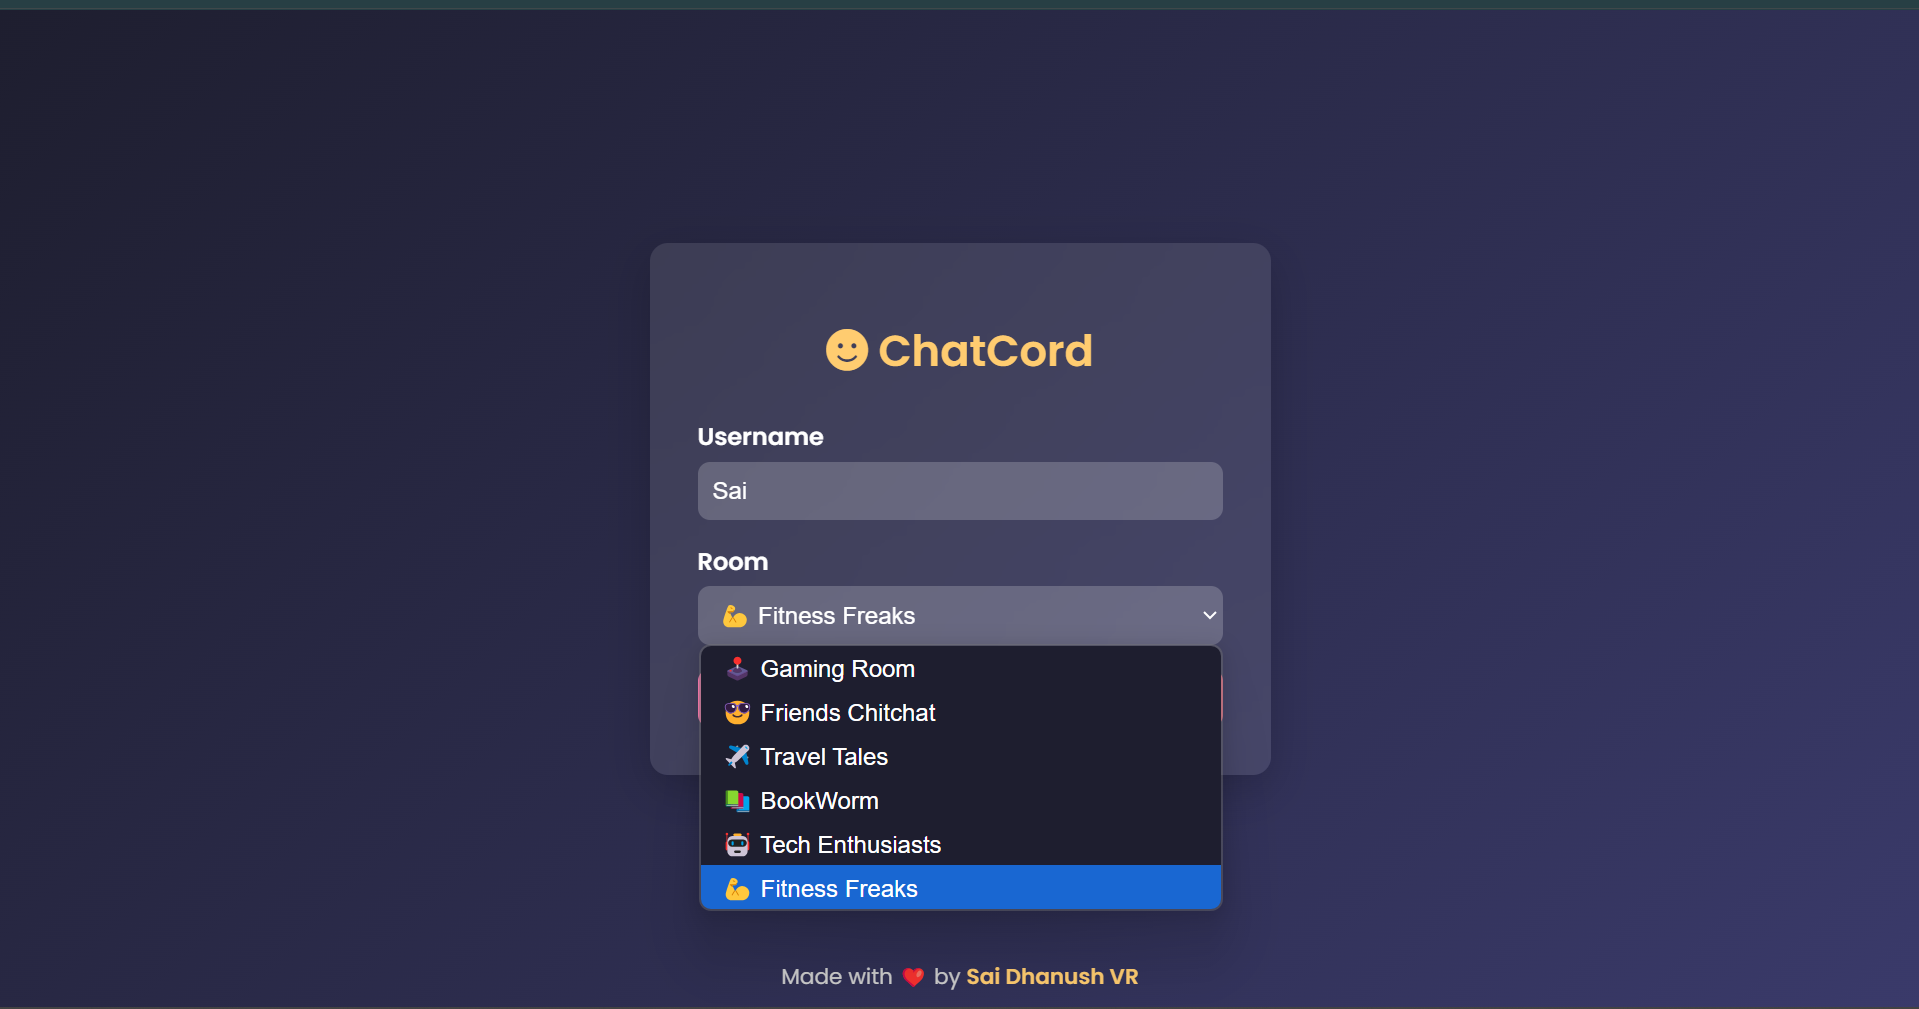 ChatCord
Username
Sai
Room
💪 Fitness Freaks
🕹️ Gaming Room
😎 Friends Chitchat
✈️ Travel Tales
📚 BookWorm
🤖 Tech Enthusiasts
💪 Fitness Freaks
Made with ❤️ by Sai Dhanush VR